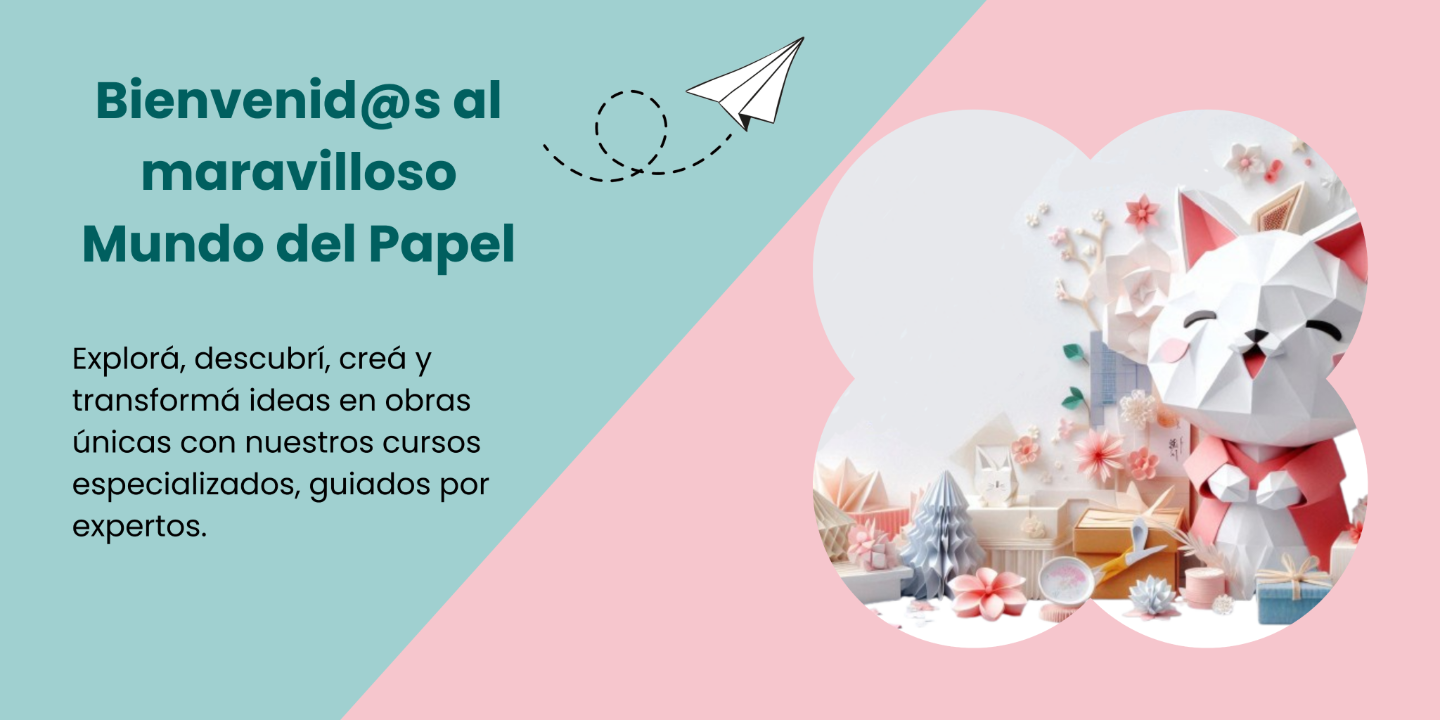 Bienvenid@s al
maravilloso
Mundo del Papel
Explorá, descubrí, creá y
transformá ideas en obras
únicas con nuestros cursos
especializados, guiados por
expertos.